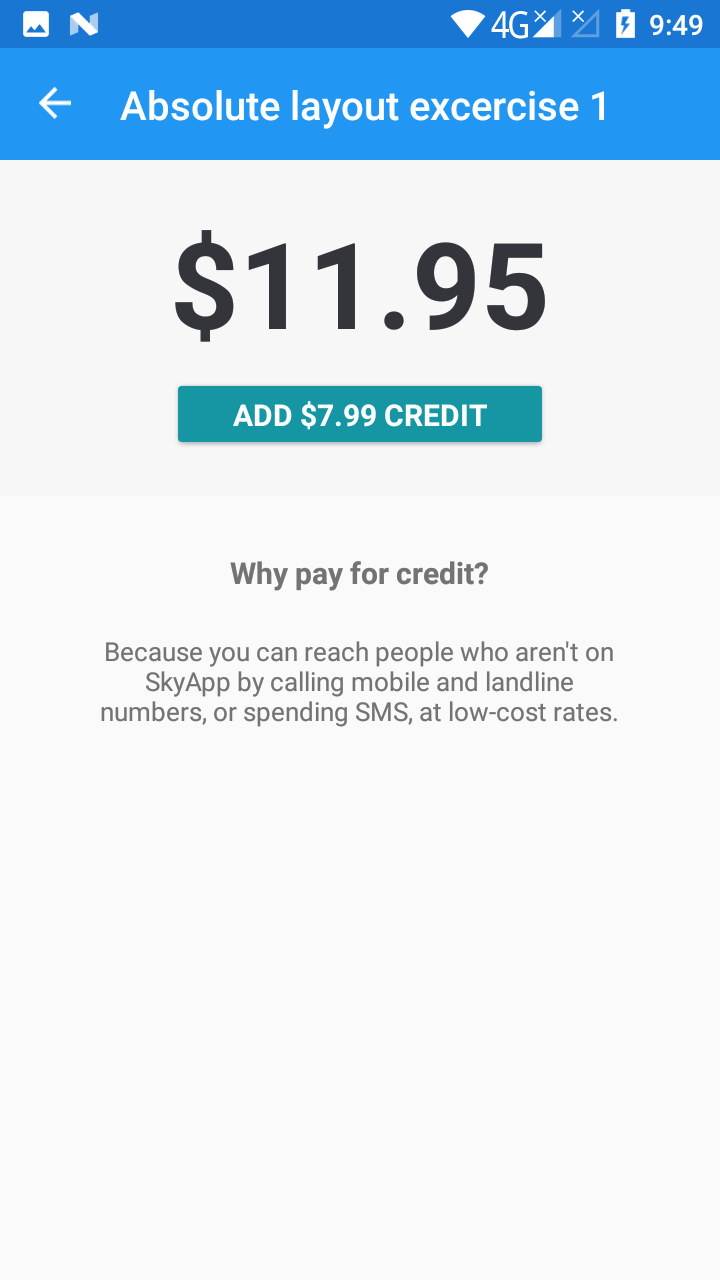 4G 9:49
Absolute layout excercise 1
$11.95
ADD $7.99 CREDIT
Why pay for credit?
Because you can reach people who aren't on
SkyApp by calling mobile and landline
numbers, or spending SMS, at low-cost rates.